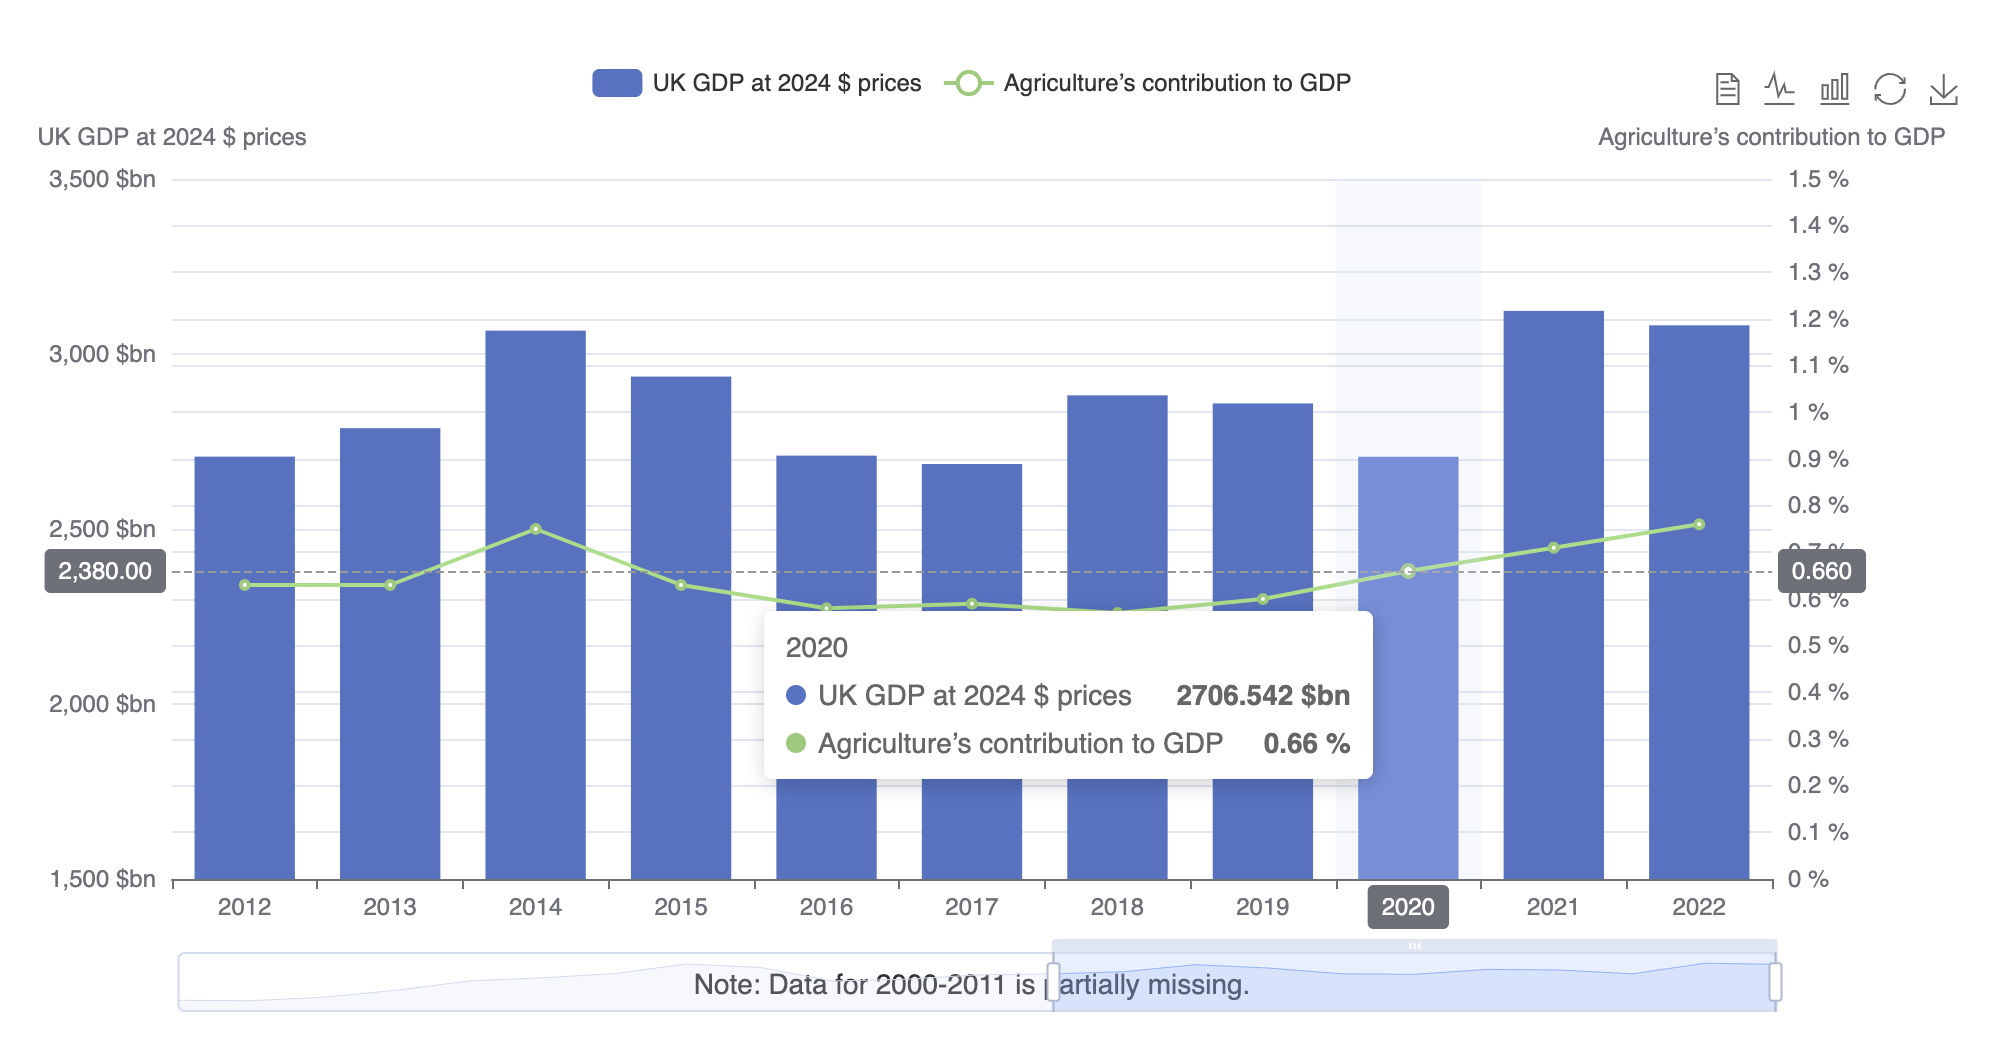 UK GDP at 2024 $ prices
Agriculture’s contribution to GDP
UK GDP at 2024 $ prices
Agriculture’s contribution to GDP
3,500 $bn
3,000 $bn
2,500 $bn
2,380.00
2,000 $bn
1,500 $bn
1.5 %
1.4 %
1.3 %
1.2 %
1.1 %
1 %
0.9 %
0.8 %
0.7 %
0.660
0.6 %
0.5 %
0.4 %
0.3 %
0.2 %
0.1 %
0 %
2020
UK GDP at 2024 $ prices 2706.542 $bn
Agriculture’s contribution to GDP 0.66 %
2012 2013 2014 2015 2016 2017 2018 2019 2020 2021 2022
Note: Data for 2000-2011 is partially missing.